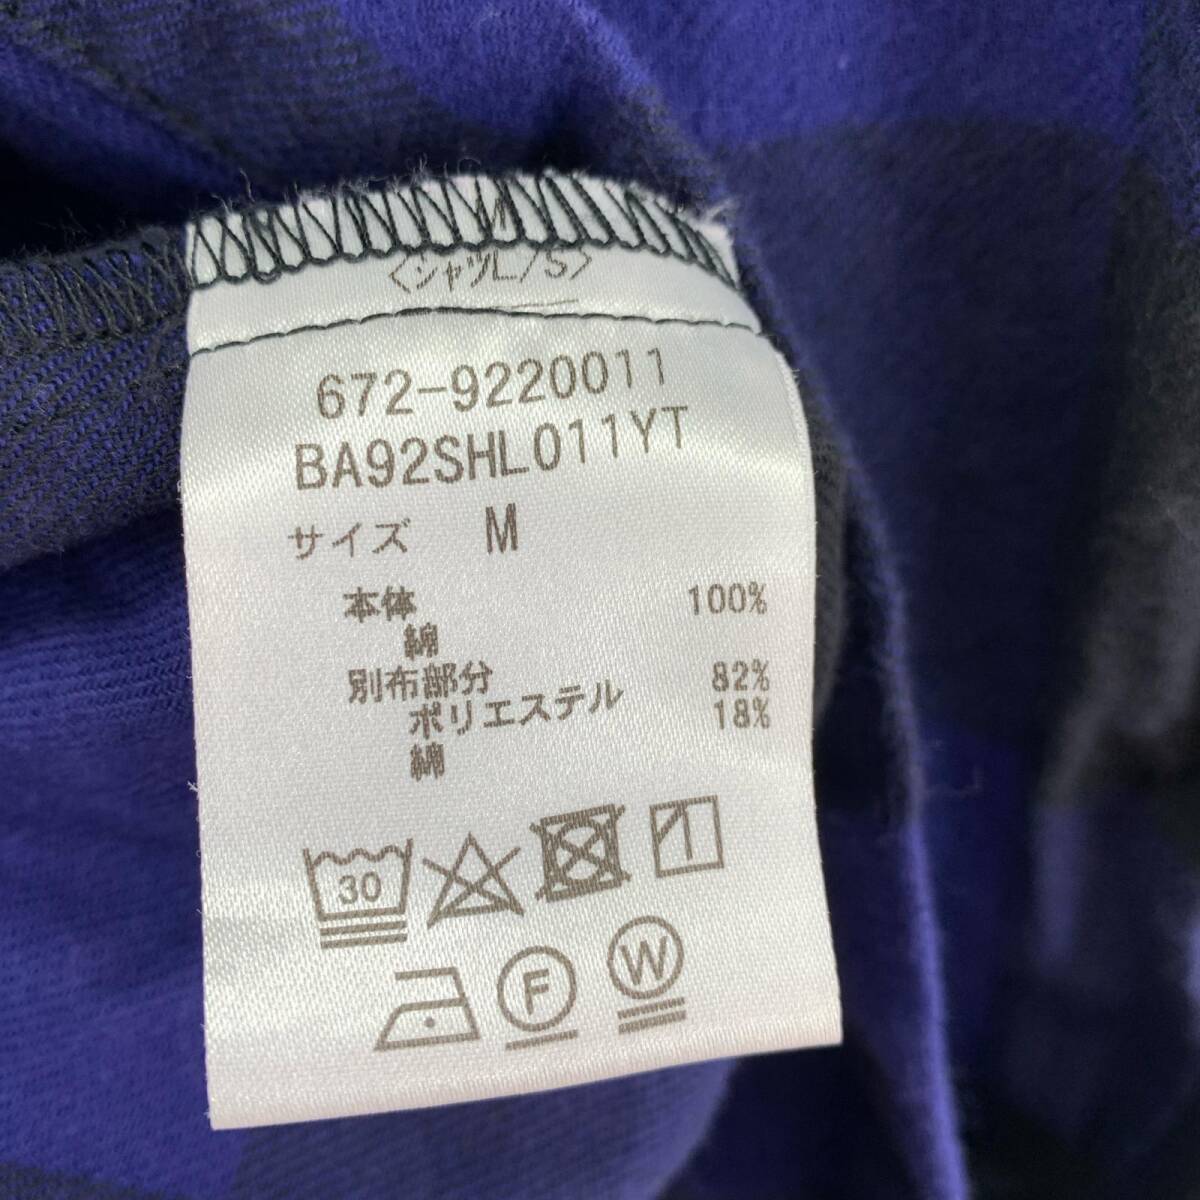 <シャツL/S>
672-9220011
BA92SHL011YT
サイズ M
本体
綿 100%
別布部分
ポリエステル 82%
綿 18%
30
F
W